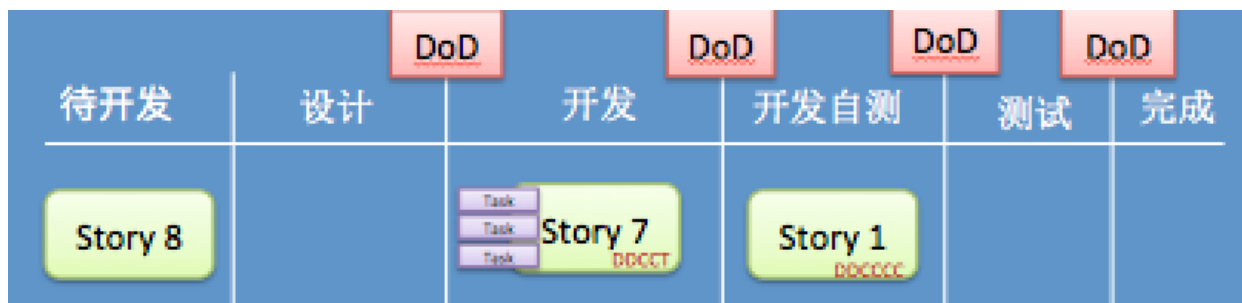 DoD DoD DoD DoD
待开发 设计 开发 开发自测 测试 完成
Story 8
Task
Task
Task
Story 7
DDCCT
Story 1
DDCCCC